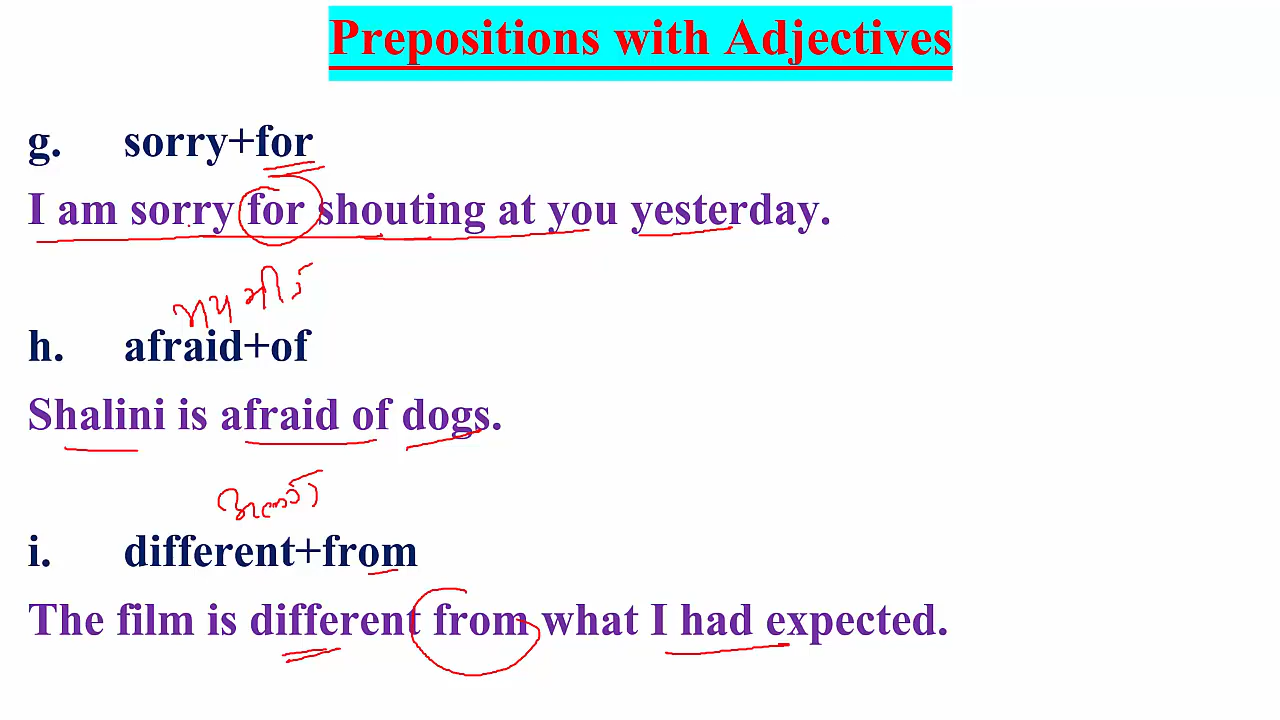 Prepositions with Adjectives
g. sorry+for
I am sorry for shouting at you yesterday.
h. afraid+of
Shalini is afraid of dogs.
i. different+from
The film is different from what I had expected.